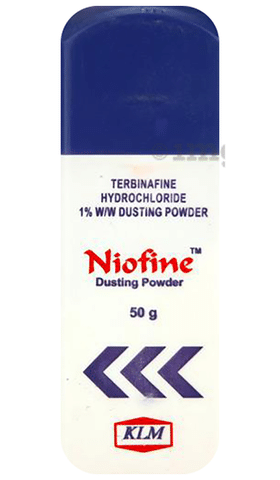 TERBINAFINE
HYDROCHLORIDE
1% W/W DUSTING POWDER
Niofine™
Dusting Powder
50 g
KLM